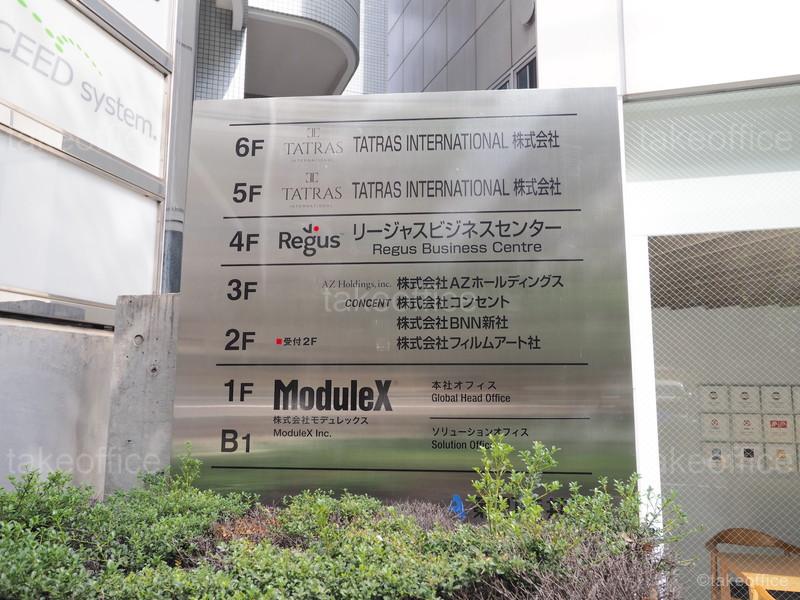 CEED system.
6F TATRAS INTERNATIONAL TATRAS INTERNATIONAL 株式会社
5F TATRAS INTERNATIONAL TATRAS INTERNATIONAL 株式会社
4F Regus リージャスビジネスセンター
Regus Business Centre
3F AZ Holdings, inc. 株式会社AZホールディングス
CONCENT 株式会社コンセント
株式会社BNN新社
2F 受付2F 株式会社フィルムアート社
1F ModuleX 本社オフィス
Global Head Office
株式会社モデュレックス
B1 ModuleX Inc. ソリューションオフィス
Solution Offic
takeoffice
takeoffice
takeoffice
takeoffice
takeoffice
takeoffice
©takeoffice